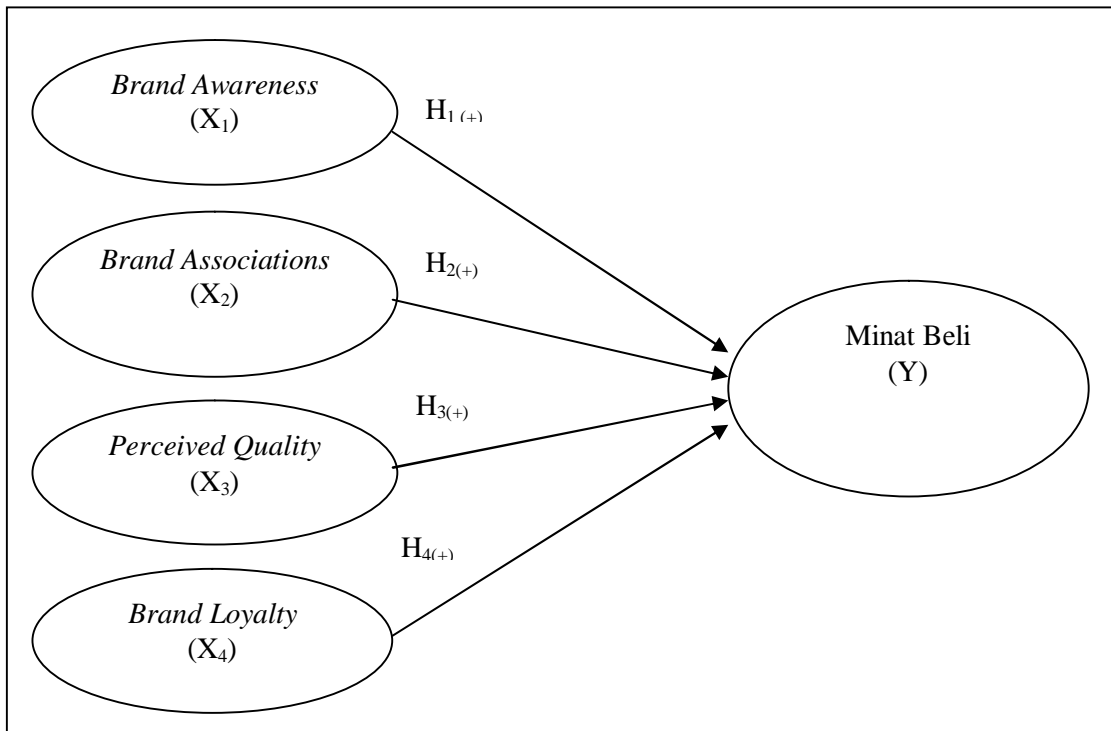 Brand Awareness
(X₁)
H₁ (+)
Brand Associations
(X₂)
H₂(+)
Minat Beli
(Y)
Perceived Quality
(X₃)
H₃(+)
Brand Loyalty
(X₄)
H₄(+)